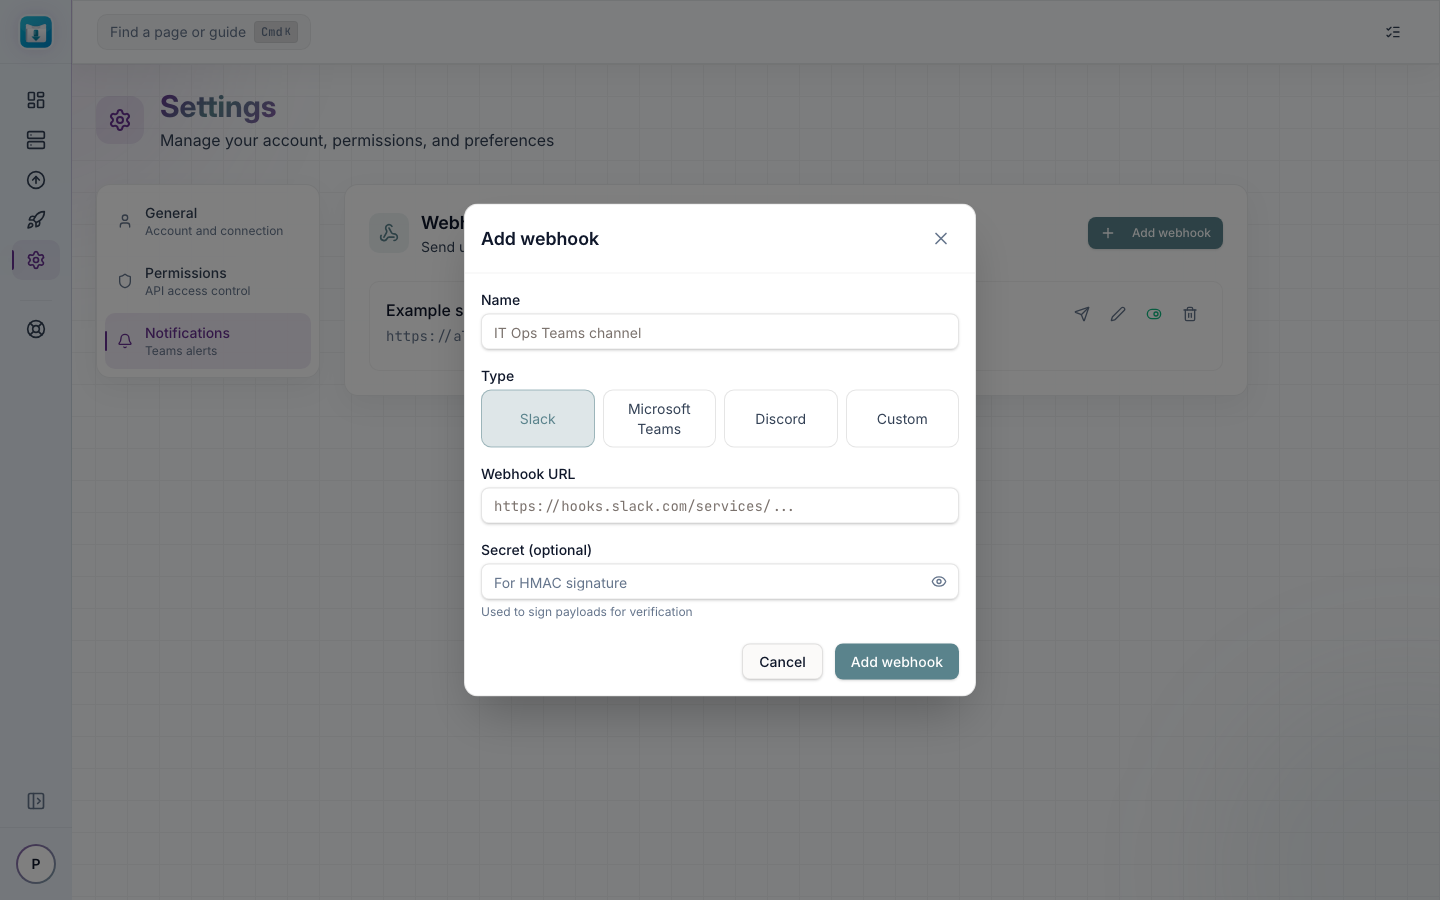 Find a page or guide Cmd K
Settings
Manage your account, permissions, and preferences
General
Account and connection
Permissions
API access control
Notifications
Teams alerts
Add webhook
Add webhook
Name
IT Ops Teams channel
Type
Slack
Microsoft
Teams
Discord
Custom
Webhook URL
https://hooks.slack.com/services/...
Secret (optional)
For HMAC signature
Used to sign payloads for verification
Cancel
Add webhook
Example
https://a
Send
P